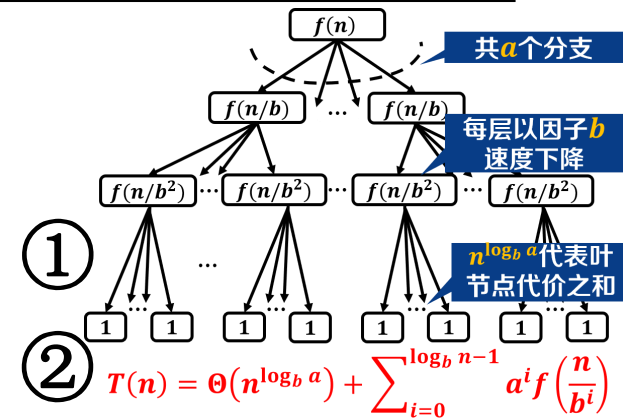 f(n)
共a个分支
f(n/b) ... f(n/b)
每层以因子b
速度下降
f(n/b²) ... f(n/b²) ... f(n/b²) ... f(n/b²)
①
...
n^{log_b a}代表叶
节点代价之和
... ... ... ...
1 1 1 1 1 1 1 1
②
T(n) = Θ(n^{log_b a}) + ∑_{i=0}^{log_b n−1} a^i f(n/b^i)